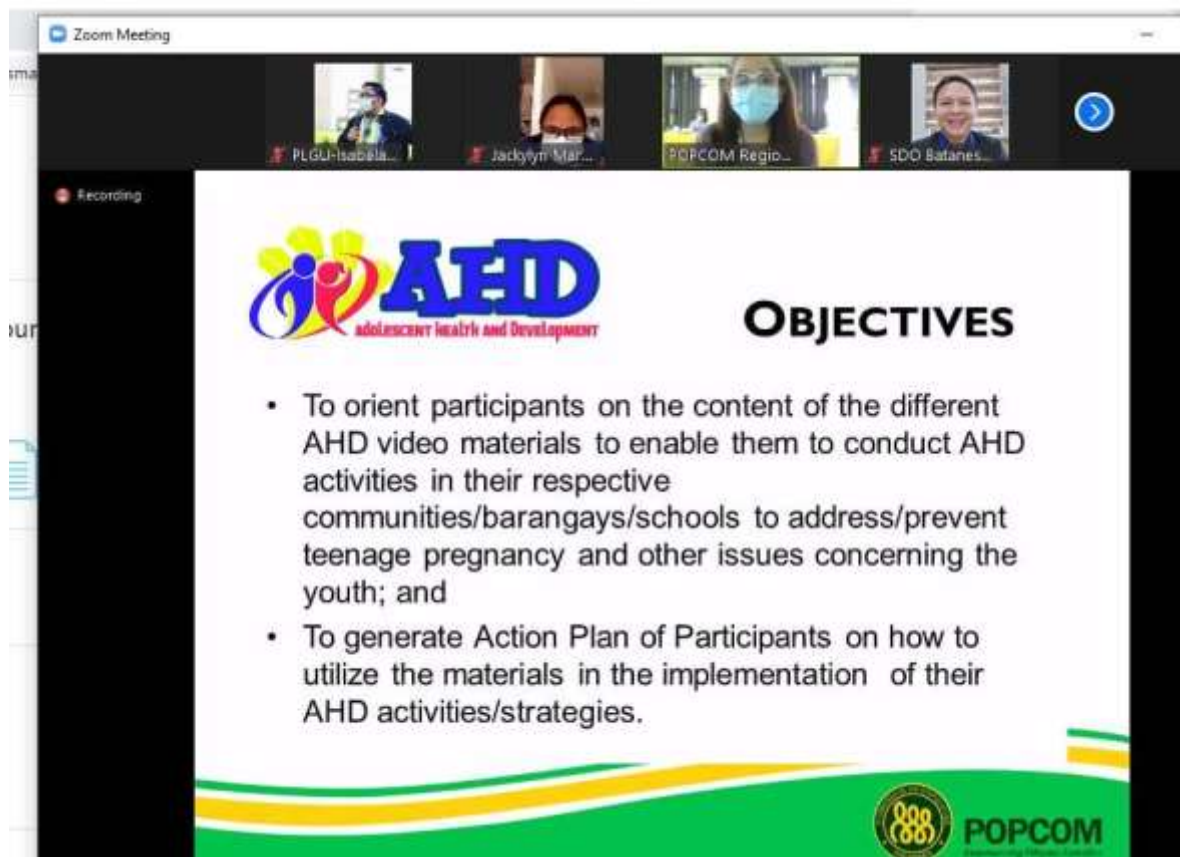 Zoom Meeting
PLGU-Isabela...
Jackylyn Mar...
POPCOM Regio...
SDO Batanes...
Recording
AHD
Adolescent Health and Development
OBJECTIVES
• To orient participants on the content of the different
AHD video materials to enable them to conduct AHD
activities in their respective
communities/barangays/schools to address/prevent
teenage pregnancy and other issues concerning the
youth; and
• To generate Action Plan of Participants on how to
utilize the materials in the implementation of their
AHD activities/strategies.
POPCOM